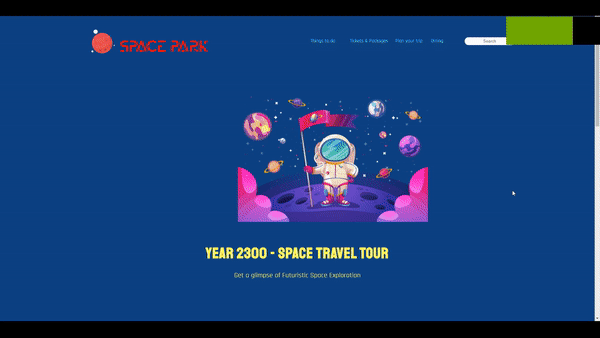 SPACE PARK
Things to do
Tickets & Packages
Plan your trip
Dining
Search
YEAR 2300 - SPACE TRAVEL TOUR
Get a glimpse of Futuristic Space Exploration